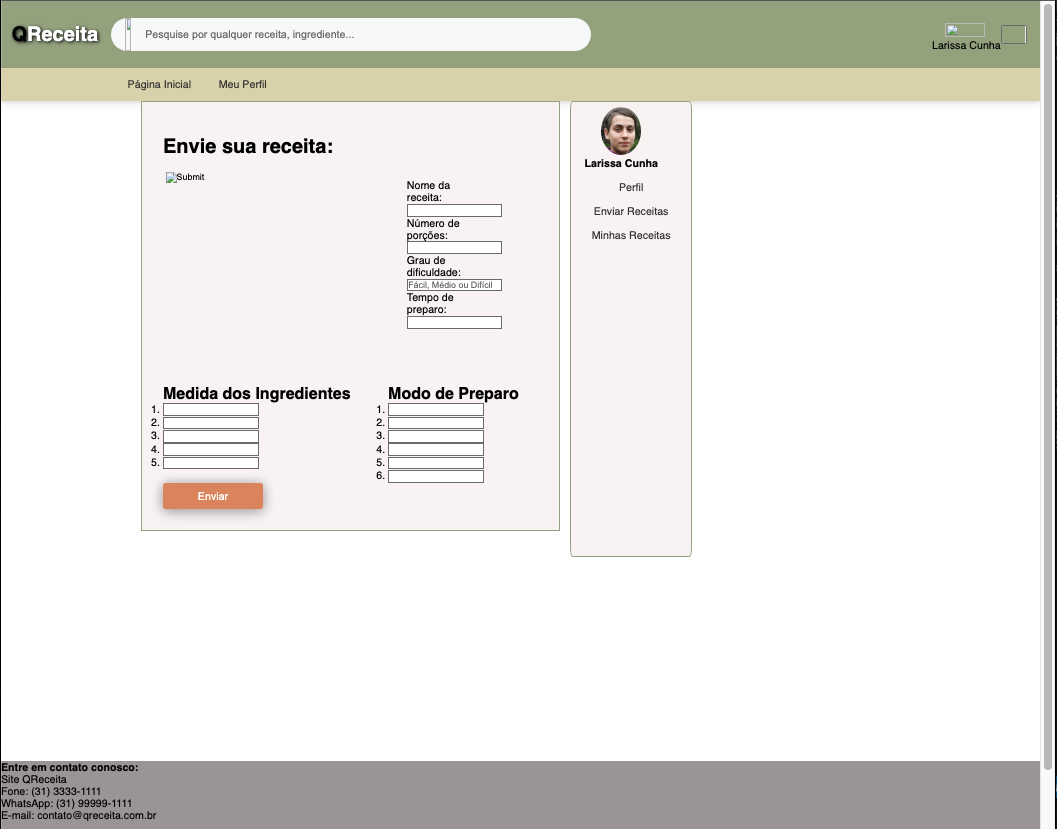 QReceita
Pesquise por qualquer receita, ingrediente...
Larissa Cunha
Página Inicial
Meu Perfil
Envie sua receita:
Submit
Nome da
receita:
Número de
porções:
Grau de
dificuldade:
Fácil, Médio ou Difícil
Tempo de
preparo:
Medida dos Ingredientes
1.
2.
3.
4.
5.
Enviar
Modo de Preparo
1.
2.
3.
4.
5.
6.
Larissa Cunha
Perfil
Enviar Receitas
Minhas Receitas
Entre em contato conosco:
Site QReceita
Fone: (31) 3333-1111
WhatsApp: (31) 99999-1111
E-mail: contato@qreceita.com.br